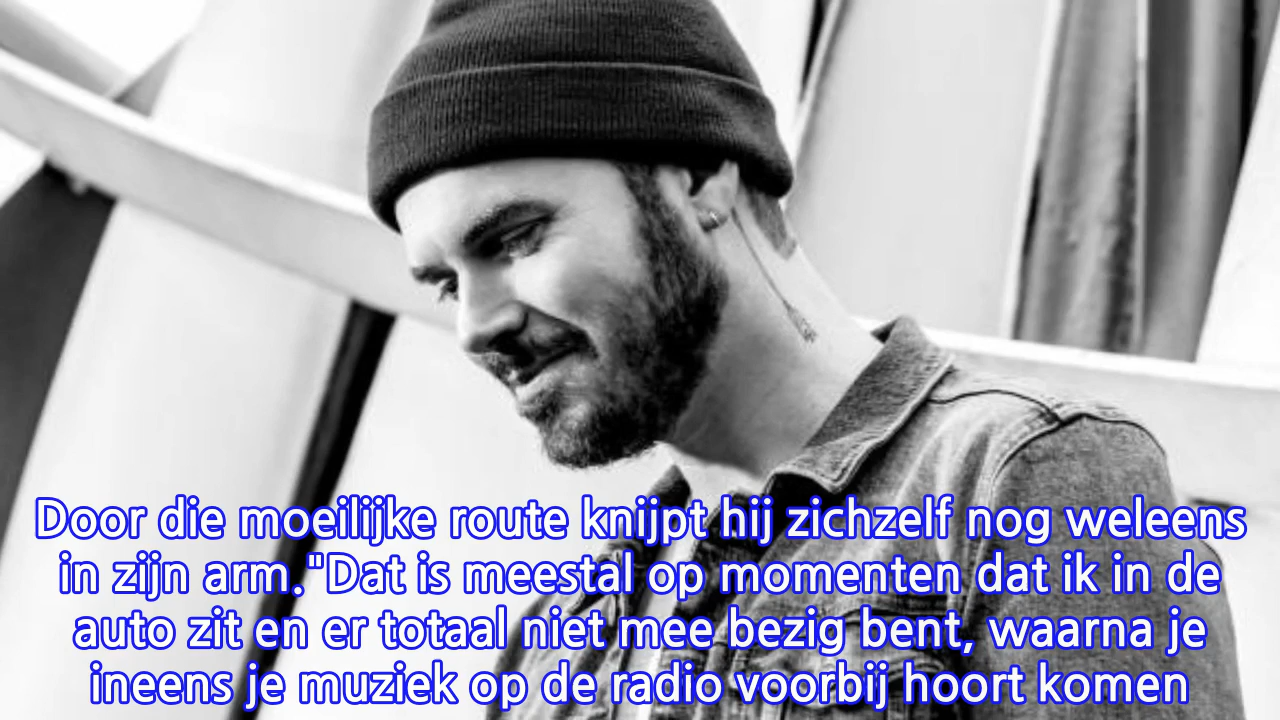 Door die moeilijke route knijpt hij zichzelf nog weleens
in zijn arm."Dat is meestal op momenten dat ik in de
auto zit en er totaal niet mee bezig bent, waarna je
ineens je muziek op de radio voorbij hoort komen